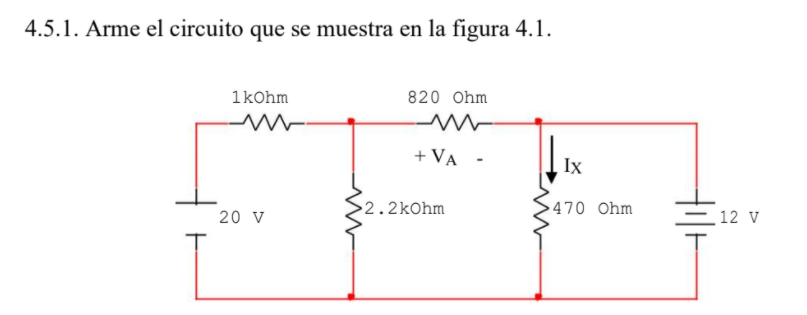 4.5.1. Arme el circuito que se muestra en la figura 4.1.
1kOhm
820 Ohm
+ VA -
IX
20 V
2.2kOhm
470 Ohm
12 V